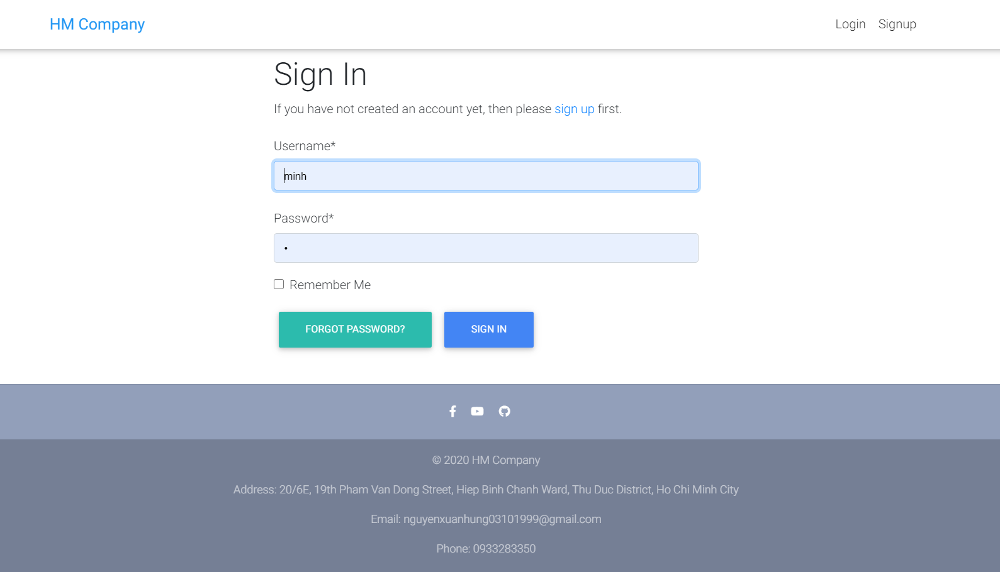 HM Company
Login Signup
Sign In
If you have not created an account yet, then please sign up first.
Username*
minh
Password*
•
Remember Me
FORGOT PASSWORD? SIGN IN
© 2020 HM Company
Address: 20/6E, 19th Pham Van Dong Street, Hiep Binh Chanh Ward, Thu Duc District, Ho Chi Minh City
Email: nguyenxuanhung03101999@gmail.com
Phone: 0933283350